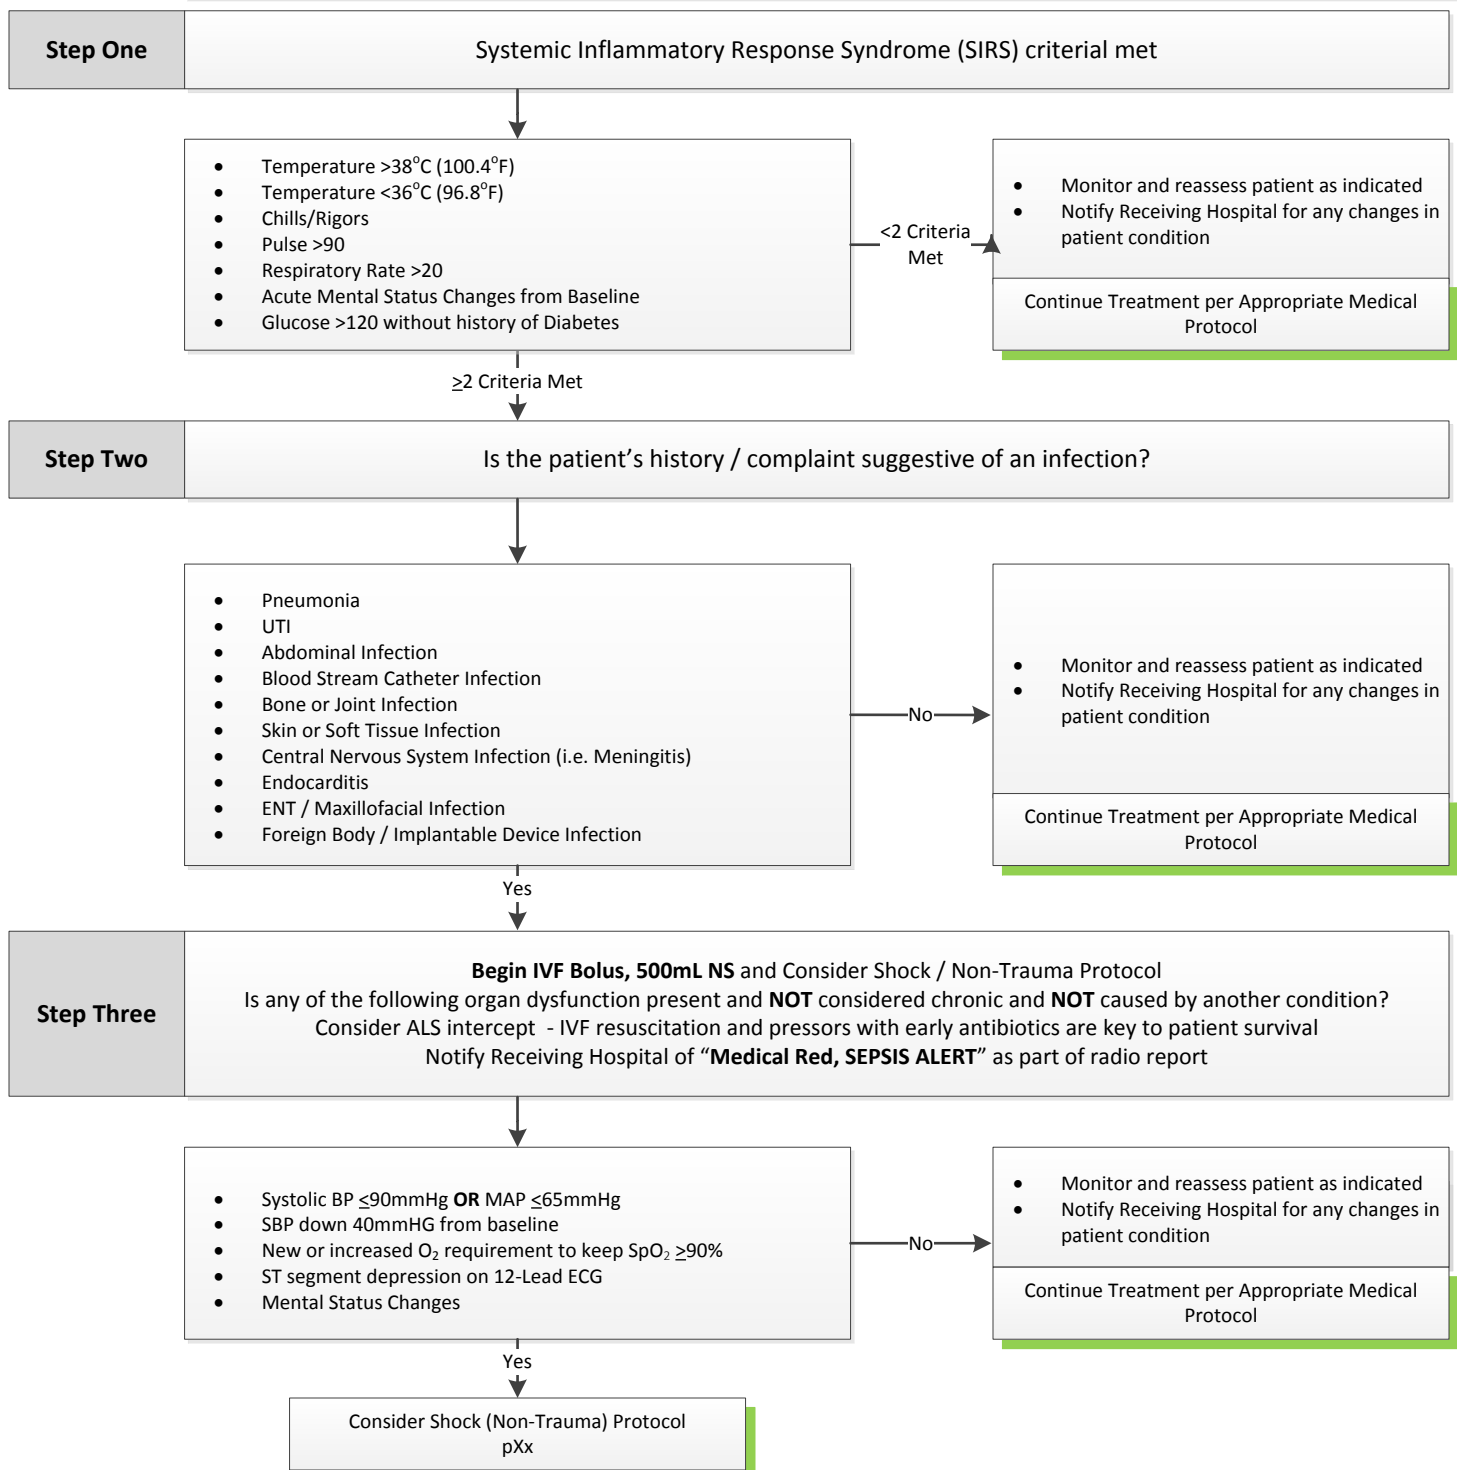 Step One
Systemic Inflammatory Response Syndrome (SIRS) criterial met
• Temperature >38°C (100.4°F)
• Temperature <36°C (96.8°F)
• Chills/Rigors
• Pulse >90
• Respiratory Rate >20
• Acute Mental Status Changes from Baseline
• Glucose >120 without history of Diabetes
<2 Criteria
Met
• Monitor and reassess patient as indicated
• Notify Receiving Hospital for any changes in
patient condition
Continue Treatment per Appropriate Medical
Protocol
≥2 Criteria Met
Step Two
Is the patient’s history / complaint suggestive of an infection?
• Pneumonia
• UTI
• Abdominal Infection
• Blood Stream Catheter Infection
• Bone or Joint Infection
• Skin or Soft Tissue Infection
• Central Nervous System Infection (i.e. Meningitis)
• Endocarditis
• ENT / Maxillofacial Infection
• Foreign Body / Implantable Device Infection
No
• Monitor and reassess patient as indicated
• Notify Receiving Hospital for any changes in
patient condition
Continue Treatment per Appropriate Medical
Protocol
Yes
Step Three
Begin IVF Bolus, 500mL NS and Consider Shock / Non-Trauma Protocol
Is any of the following organ dysfunction present and NOT considered chronic and NOT caused by another condition?
Consider ALS intercept - IVF resuscitation and pressors with early antibiotics are key to patient survival
Notify Receiving Hospital of “Medical Red, SEPSIS ALERT” as part of radio report
• Systolic BP ≤90mmHg OR MAP ≤65mmHg
• SBP down 40mmHG from baseline
• New or increased O₂ requirement to keep SpO₂ ≥90%
• ST segment depression on 12-Lead ECG
• Mental Status Changes
No
• Monitor and reassess patient as indicated
• Notify Receiving Hospital for any changes in
patient condition
Continue Treatment per Appropriate Medical
Protocol
Yes
Consider Shock (Non-Trauma) Protocol
pXx